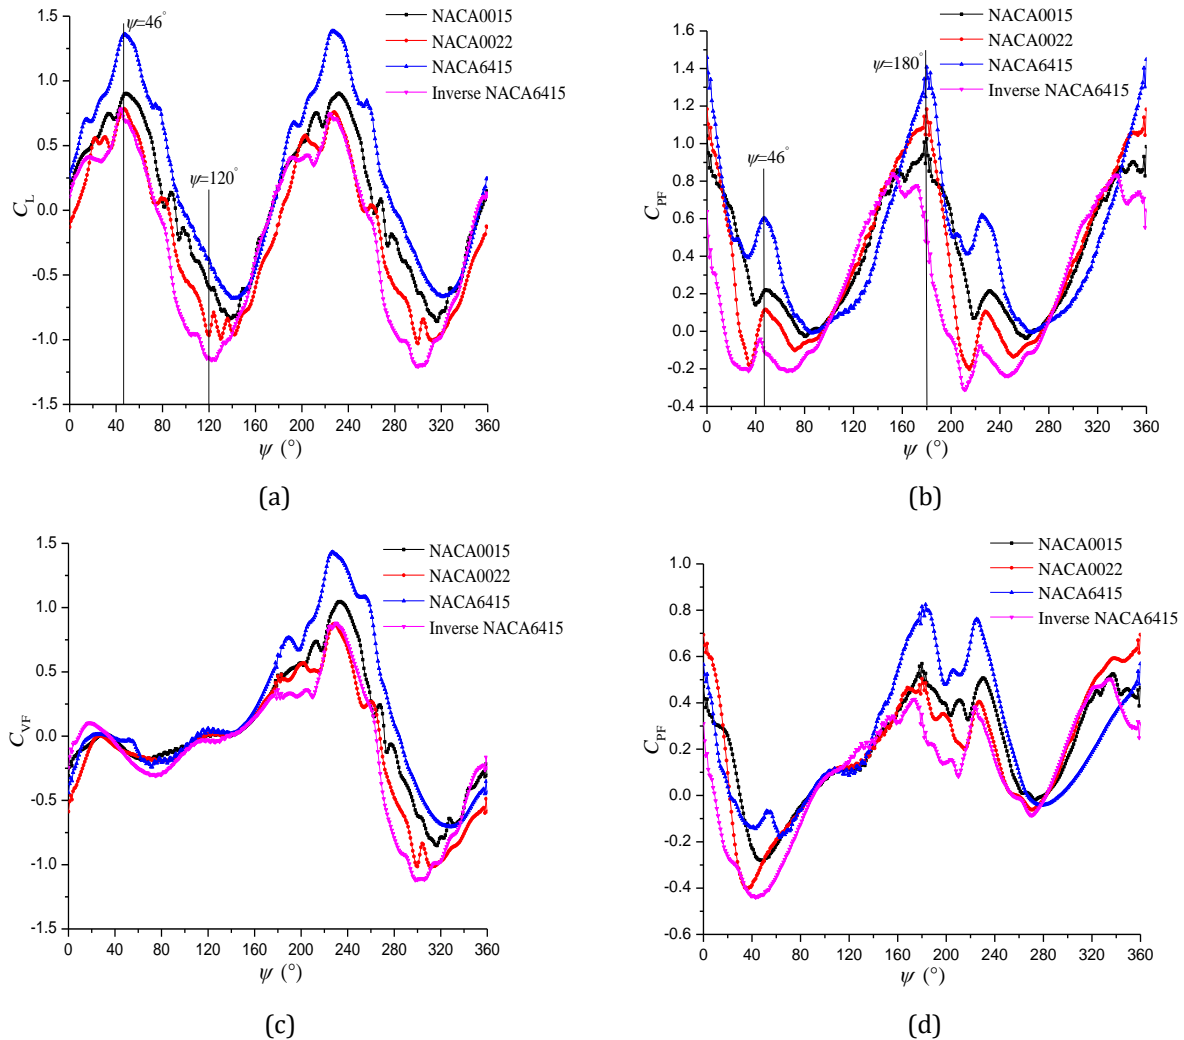 NACA0015
NACA0022
NACA6415
Inverse NACA6415
ψ=46°
ψ=120°
C_L
1.5
1.0
0.5
0.0
-0.5
-1.0
-1.5
0 40 80 120 160 200 240 280 320 360
ψ (°)
(a)
NACA0015
NACA0022
NACA6415
Inverse NACA6415
ψ=180°
ψ=46°
C_PF
1.6
1.4
1.2
1.0
0.8
0.6
0.4
0.2
0.0
-0.2
-0.4
0 40 80 120 160 200 240 280 320 360
ψ (°)
(b)
NACA0015
NACA0022
NACA6415
Inverse NACA6415
C_VF
1.5
1.0
0.5
0.0
-0.5
-1.0
-1.5
0 40 80 120 160 200 240 280 320 360
ψ (°)
(c)
NACA0015
NACA0022
NACA6415
Inverse NACA6415
C_PF
1.0
0.8
0.6
0.4
0.2
0.0
-0.2
-0.4
-0.6
0 40 80 120 160 200 240 280 320 360
ψ (°)
(d)